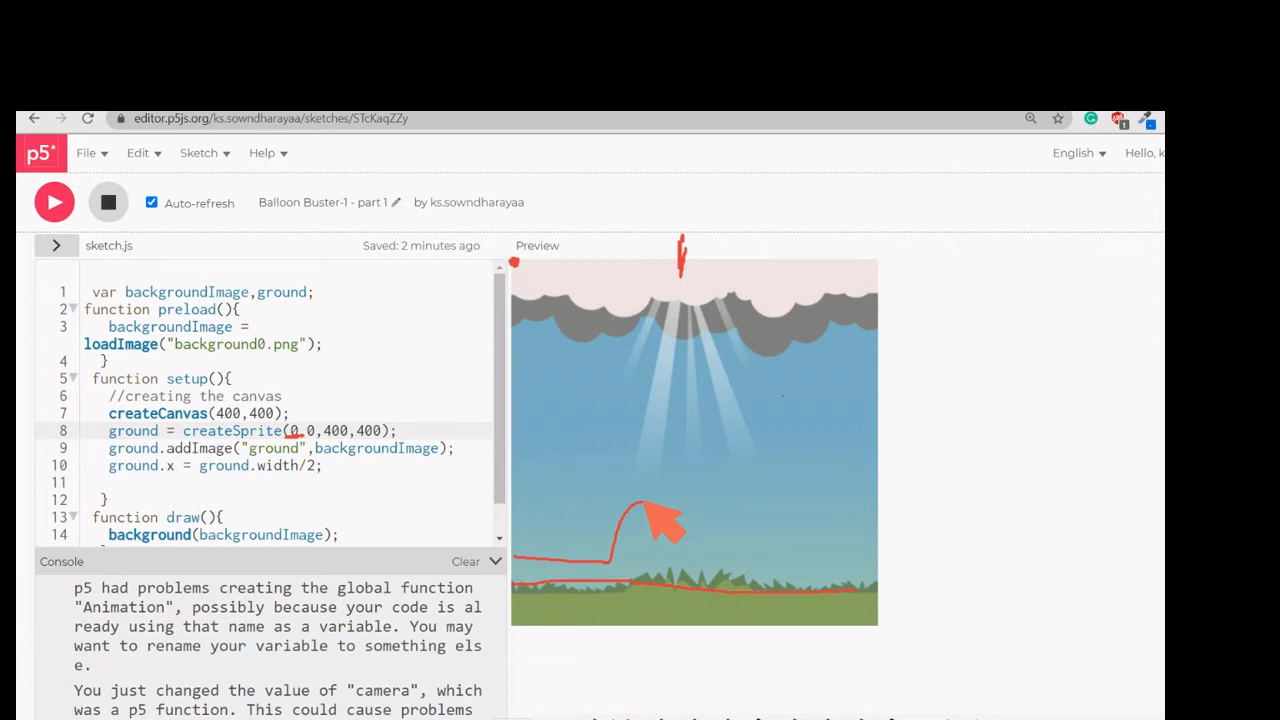 editor.p5js.org/ks.sowndharayaa/sketches/STcKaqZZy
p5* File Edit Sketch Help English Hello, k
Auto-refresh Balloon Buster-1 - part 1 by ks.sowndharayaa
sketch.js Saved: 2 minutes ago Preview
1 var backgroundImage,ground;
2 function preload(){
3 backgroundImage =
loadImage("background0.png");
4 }
5 function setup(){
6 //creating the canvas
7 createCanvas(400,400);
8 ground = createSprite(0,0,400,400);
9 ground.addImage("ground",backgroundImage);
10 ground.x = ground.width/2;
11
12 }
13 function draw(){
14 background(backgroundImage);
Console Clear
p5 had problems creating the global function
"Animation", possibly because your code is al
ready using that name as a variable. You may
want to rename your variable to something els
e.
You just changed the value of "camera", which
was a p5 function. This could cause problems